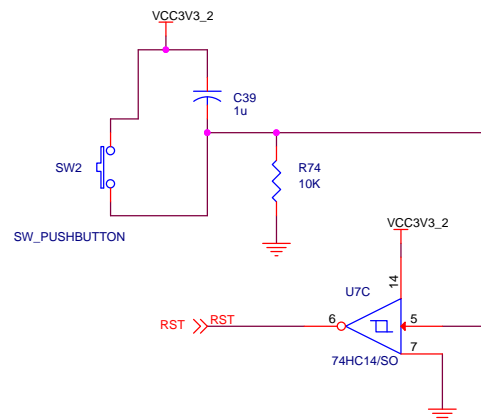 VCC3V3_2
C39
1u
SW2
R74
10K
SW_PUSHBUTTON
VCC3V3_2
14
U7C
RST
RST
6
5
7
74HC14/SO